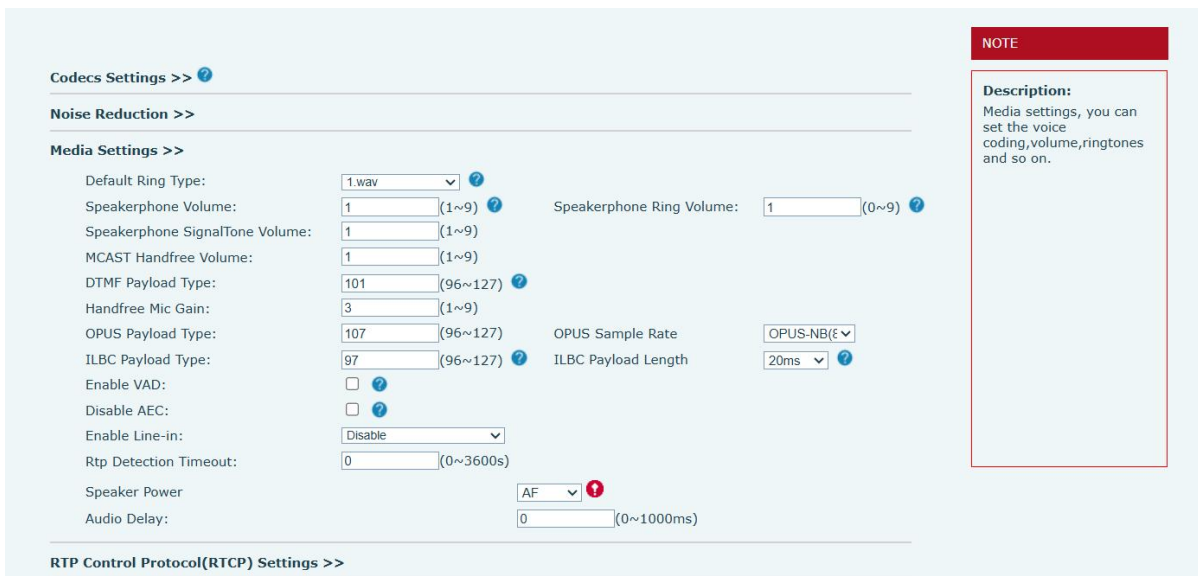 NOTE
Codecs Settings >>
Description:
Media settings, you can
set the voice
coding,volume,ringtones
and so on.
Noise Reduction >>
Media Settings >>
Default Ring Type: 1.wav
Speakerphone Volume: 1 (1~9) Speakerphone Ring Volume: 1 (0~9)
Speakerphone SignalTone Volume: 1 (1~9)
MCAST Handfree Volume: 1 (1~9)
DTMF Payload Type: 101 (96~127)
Handfree Mic Gain: 3 (1~9)
OPUS Payload Type: 107 (96~127) OPUS Sample Rate OPUS-NB(8
ILBC Payload Type: 97 (96~127) ILBC Payload Length 20ms
Enable VAD:
Disable AEC:
Enable Line-in: Disable
Rtp Detection Timeout: 0 (0~3600s)
Speaker Power AF
Audio Delay: 0 (0~1000ms)
RTP Control Protocol(RTCP) Settings >>